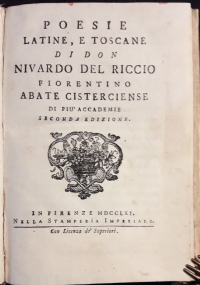 POESIE
LATINE, E TOSCANE
DI DON
NIVARDO DEL RICCIO
FIORENTINO
ABATE CISTERCIENSE
DI PIU' ACCADEMIE
SECONDA EDIZIONE.
IN FIRENZE MDCCLXI.
NELLA STAMPERIA IMPERIALE.
Con Licenza de' Superiori.